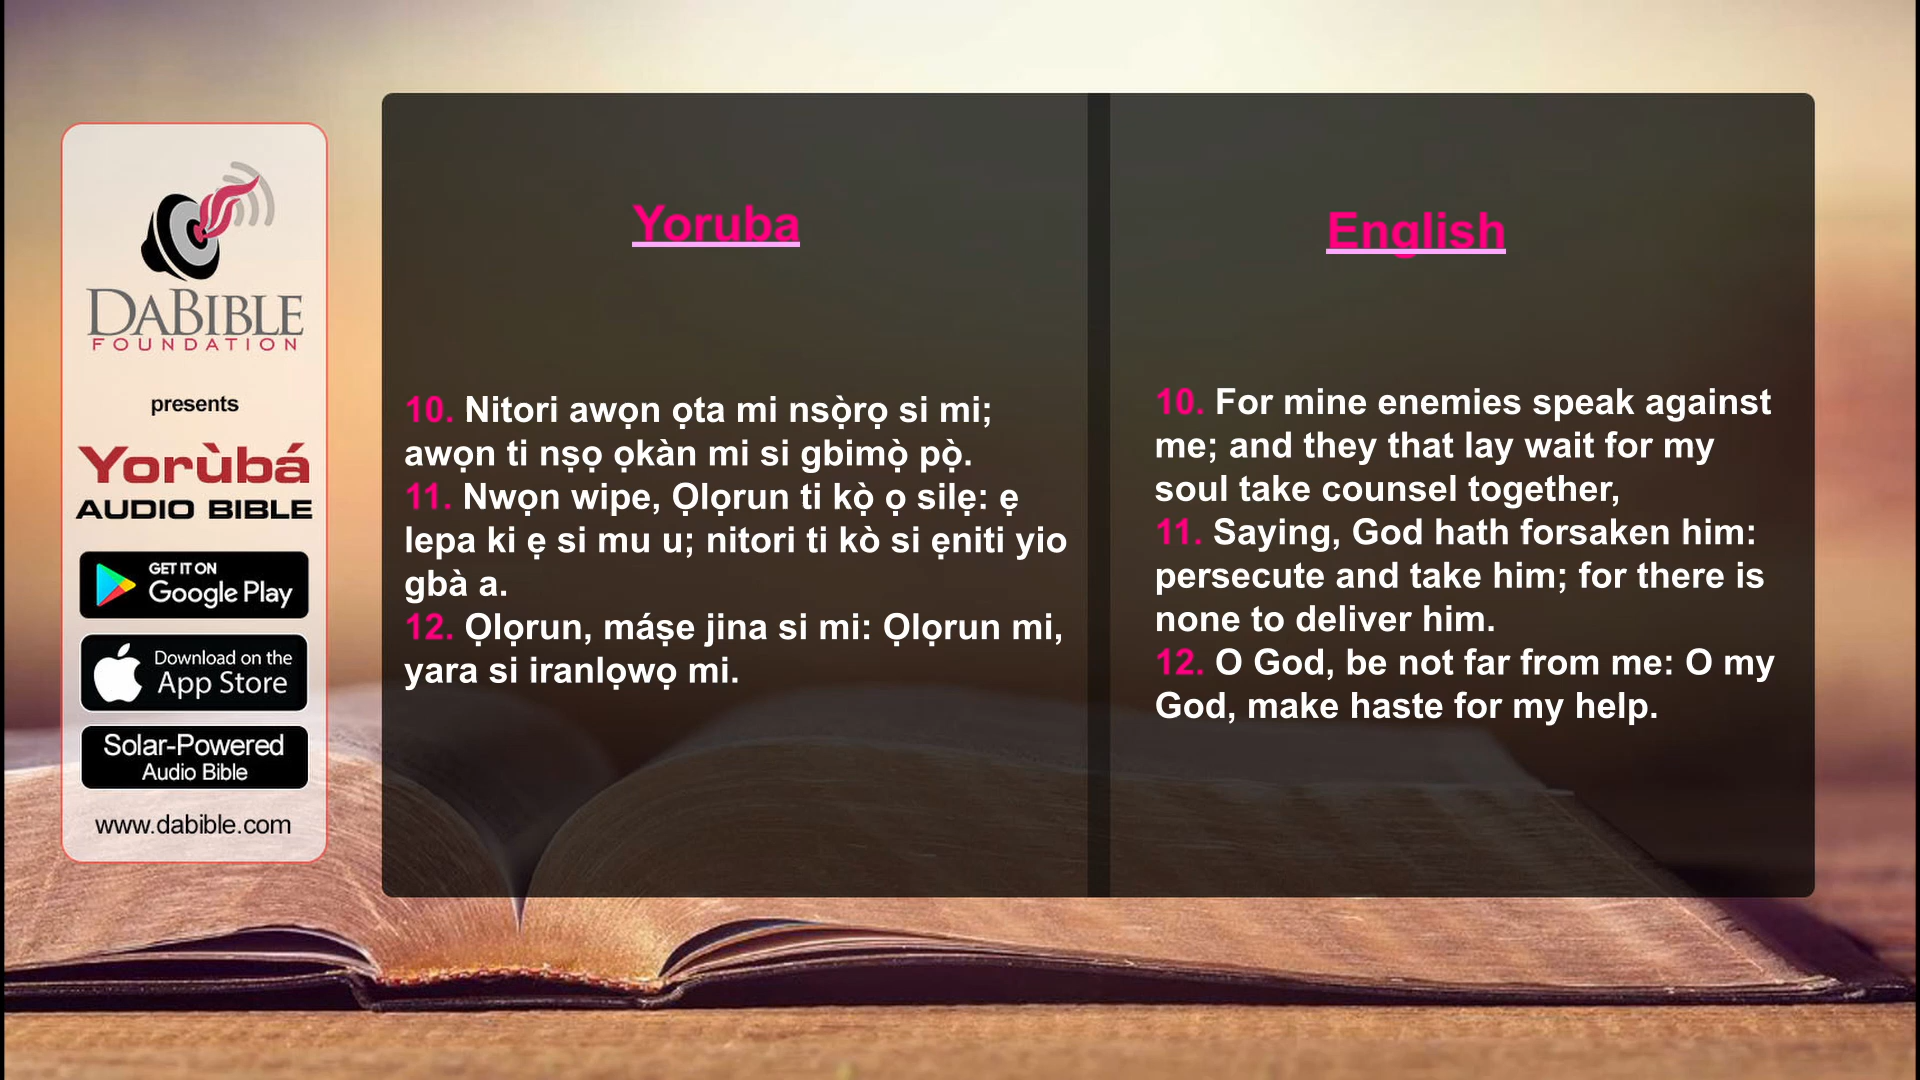 DABIBLE
FOUNDATION
presents
Yorùbá
AUDIO BIBLE
GET IT ON
Google Play
Download on the
App Store
Solar-Powered
Audio Bible
www.dabible.com
Yoruba
10. Nitori awọn ọta mi nsọ̀rọ si mi;
awọn ti nṣọ ọkàn mi si gbimọ̀ pọ̀.
11. Nwọn wipe, Ọlọrun ti kọ̀ ọ silẹ: ẹ
lepa ki ẹ si mu u; nitori ti kò si ẹniti yio
gbà a.
12. Ọlọrun, máṣe jina si mi: Ọlọrun mi,
yara si iranlọwọ mi.
English
10. For mine enemies speak against
me; and they that lay wait for my
soul take counsel together,
11. Saying, God hath forsaken him:
persecute and take him; for there is
none to deliver him.
12. O God, be not far from me: O my
God, make haste for my help.